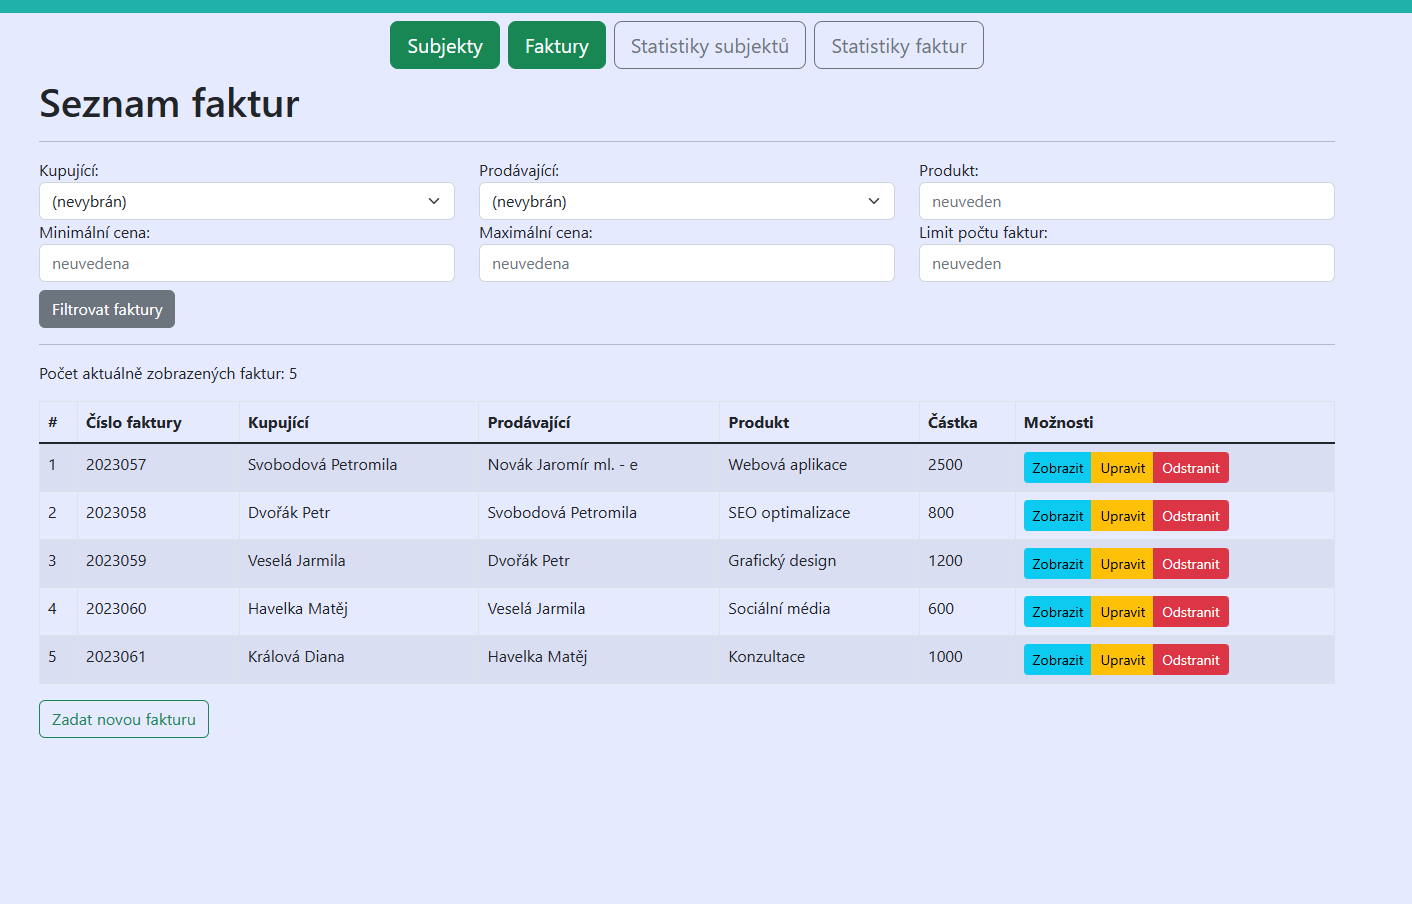 Subjekty Faktury Statistiky subjektů Statistiky faktur
Seznam faktur
Kupující: Prodávající: Produkt:
(nevybrán) (nevybrán) neuveden
Minimální cena: Maximální cena: Limit počtu faktur:
neuvedena neuvedena neuveden
Filtrovat faktury
Počet aktuálně zobrazených faktur: 5
# Číslo faktury Kupující Prodávající Produkt Částka Možnosti
1 2023057 Svobodová Petromila Novák Jaromír ml. - e Webová aplikace 2500 Zobrazit Upravit Odstranit
2 2023058 Dvořák Petr Svobodová Petromila SEO optimalizace 800 Zobrazit Upravit Odstranit
3 2023059 Veselá Jarmila Dvořák Petr Grafický design 1200 Zobrazit Upravit Odstranit
4 2023060 Havelka Matěj Veselá Jarmila Sociální média 600 Zobrazit Upravit Odstranit
5 2023061 Králová Diana Havelka Matěj Konzultace 1000 Zobrazit Upravit Odstranit
Zadat novou fakturu